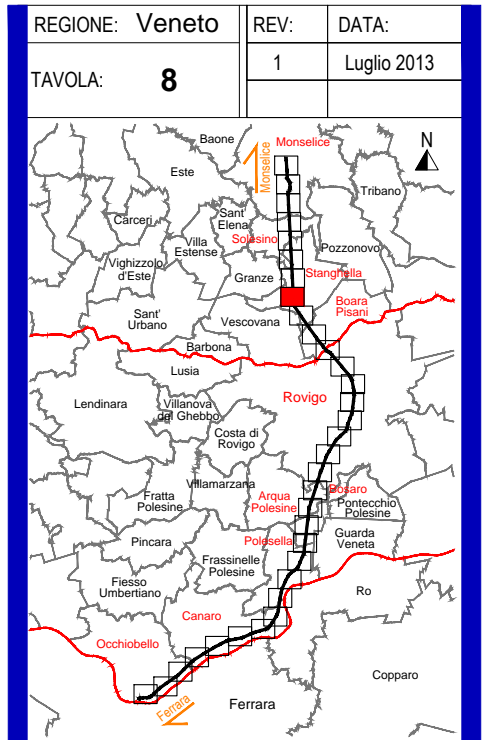 REGIONE: Veneto
REV:
DATA:
TAVOLA: 8
1
Luglio 2013
Baone
Monselice
N
Este
Monselice
Tribano
Carceri
Sant'
Elena
Solesino
Villa
Estense
Pozzonovo
Vighizzolo
d'Este
Granze
Stanghella
Boara
Pisani
Sant'
Urbano
Vescovana
Barbona
Lusia
Lendinara
Villanova
del Ghebbo
Rovigo
Costa di
Rovigo
Villamarzana
Fratta
Polesine
Arqua
Polesine
Bosaro
Pontecchio
Polesine
Pincara
Polesella
Guarda
Veneta
Frassinelle
Polesine
Fiesso
Umbertiano
Ro
Canaro
Occhiobello
Copparo
Ferrara
Ferrara